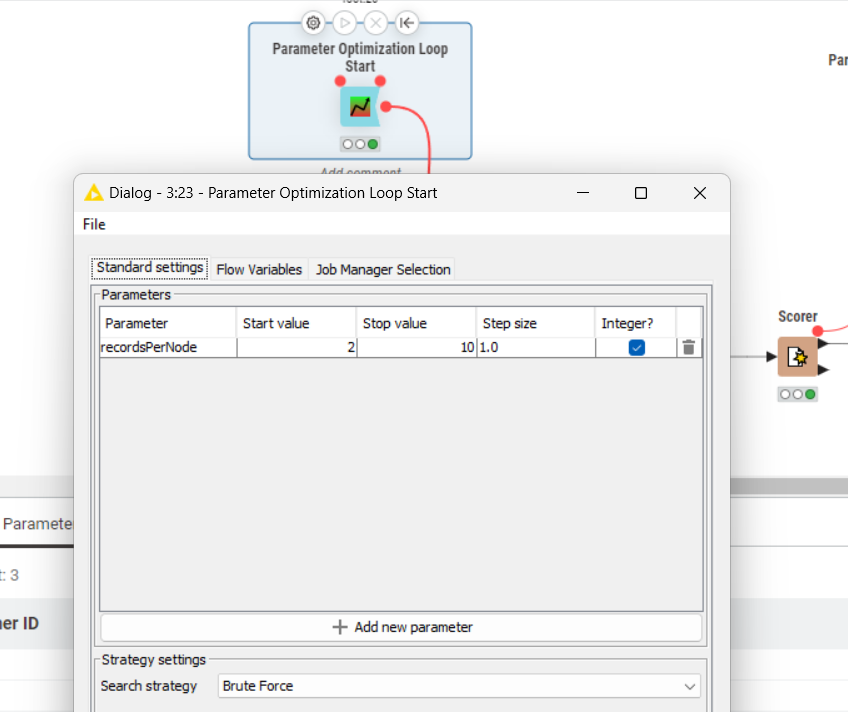 Parameter Optimization Loop
Start
Par
Add comment
Dialog - 3:23 - Parameter Optimization Loop Start
File
Standard settings Flow Variables Job Manager Selection
Parameters
Parameter Start value Stop value Step size Integer?
recordsPerNode 2 10 1.0
Scorer
Paramete
t: 3
er ID
Add new parameter
Strategy settings
Search strategy Brute Force